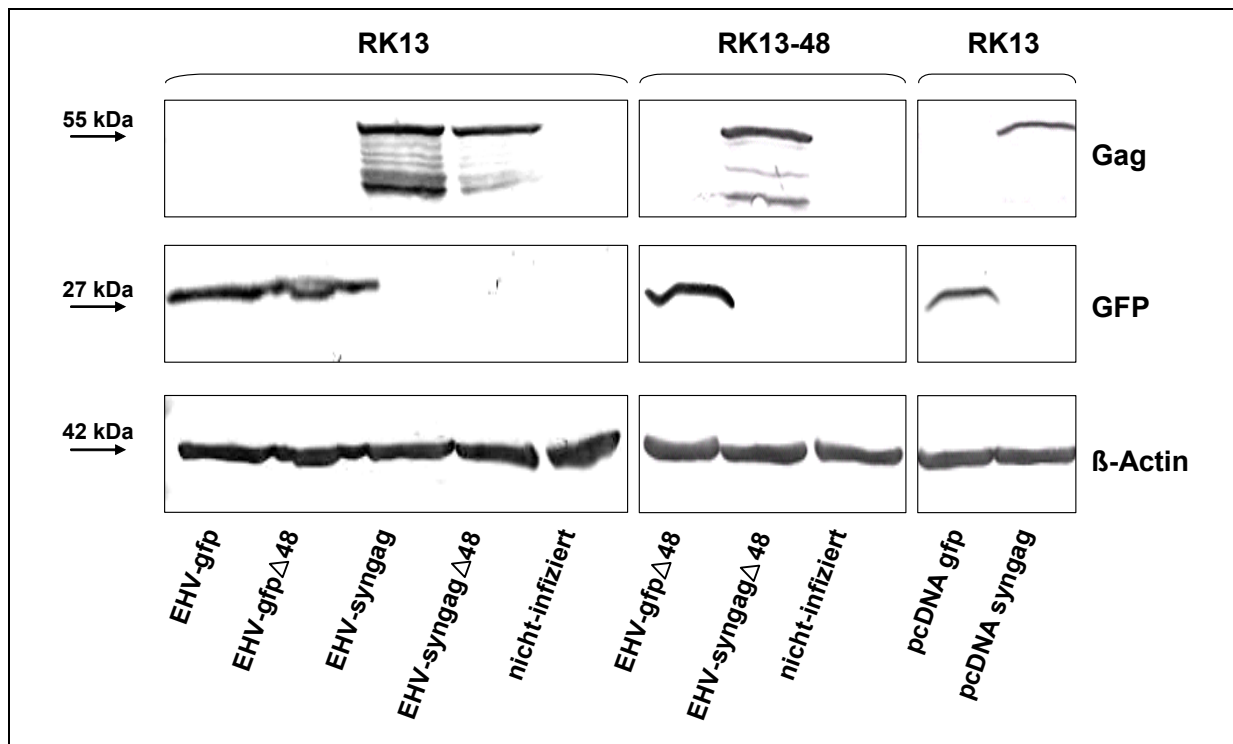 RK13 RK13-48 RK13
55 kDa
Gag
27 kDa
GFP
42 kDa
ß-Actin
EHV-gfp
EHV-gfp△48
EHV-syngag
EHV-syngag△48
nicht-infiziert
EHV-gfp△48
EHV-syngag△48
nicht-infiziert
pcDNA gfp
pcDNA syngag